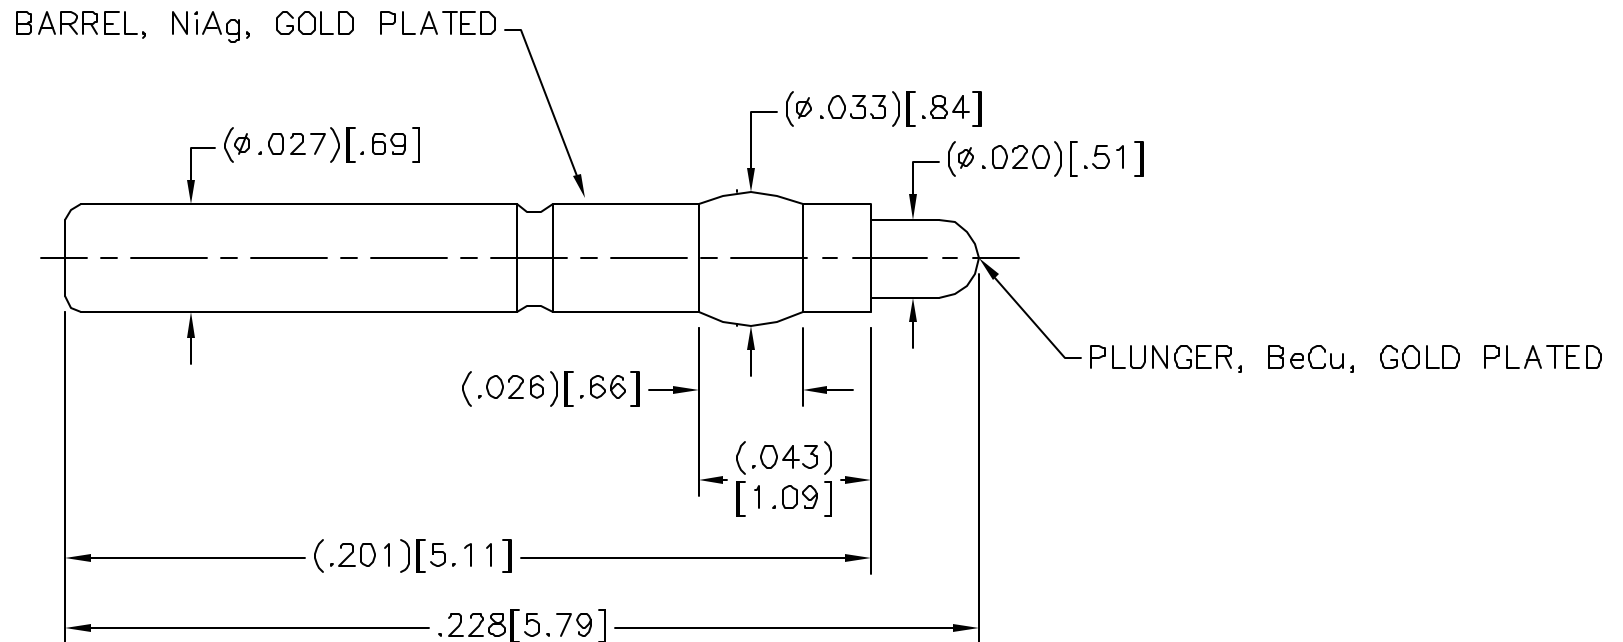 BARREL, NiAg, GOLD PLATED
(ø.033)[.84]
(ø.027)[.69]
(ø.020)[.51]
PLUNGER, BeCu, GOLD PLATED
(.026)[.66]
(.043)
[1.09]
(.201)[5.11]
.228[5.79]